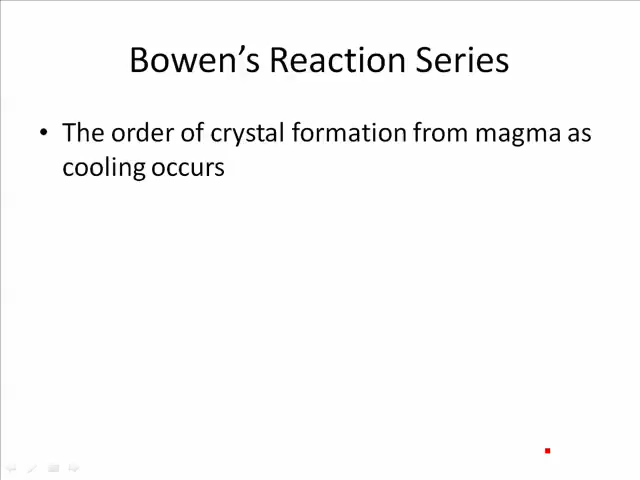 Bowen’s Reaction Series
• The order of crystal formation from magma as
cooling occurs